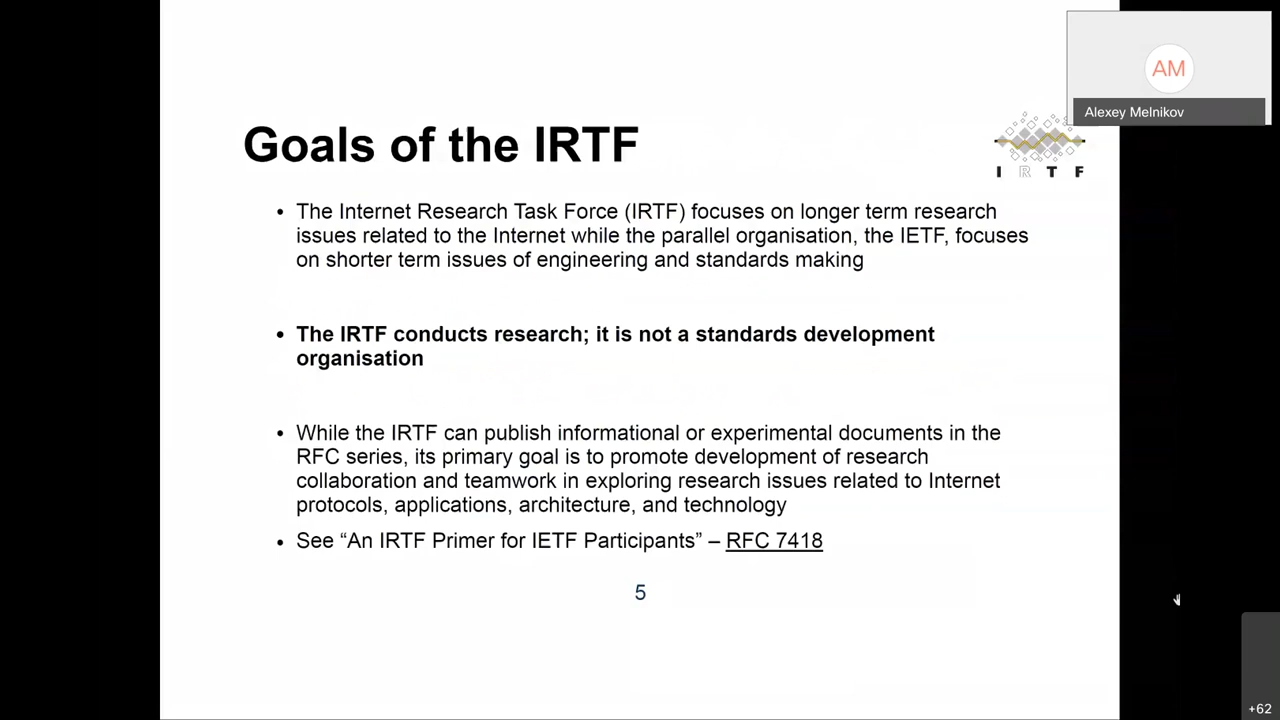 AM
Alexey Melnikov
Goals of the IRTF
I R T F
• The Internet Research Task Force (IRTF) focuses on longer term research
issues related to the Internet while the parallel organisation, the IETF, focuses
on shorter term issues of engineering and standards making
• The IRTF conducts research; it is not a standards development
organisation
• While the IRTF can publish informational or experimental documents in the
RFC series, its primary goal is to promote development of research
collaboration and teamwork in exploring research issues related to Internet
protocols, applications, architecture, and technology
• See “An IRTF Primer for IETF Participants” – RFC 7418
5
+62